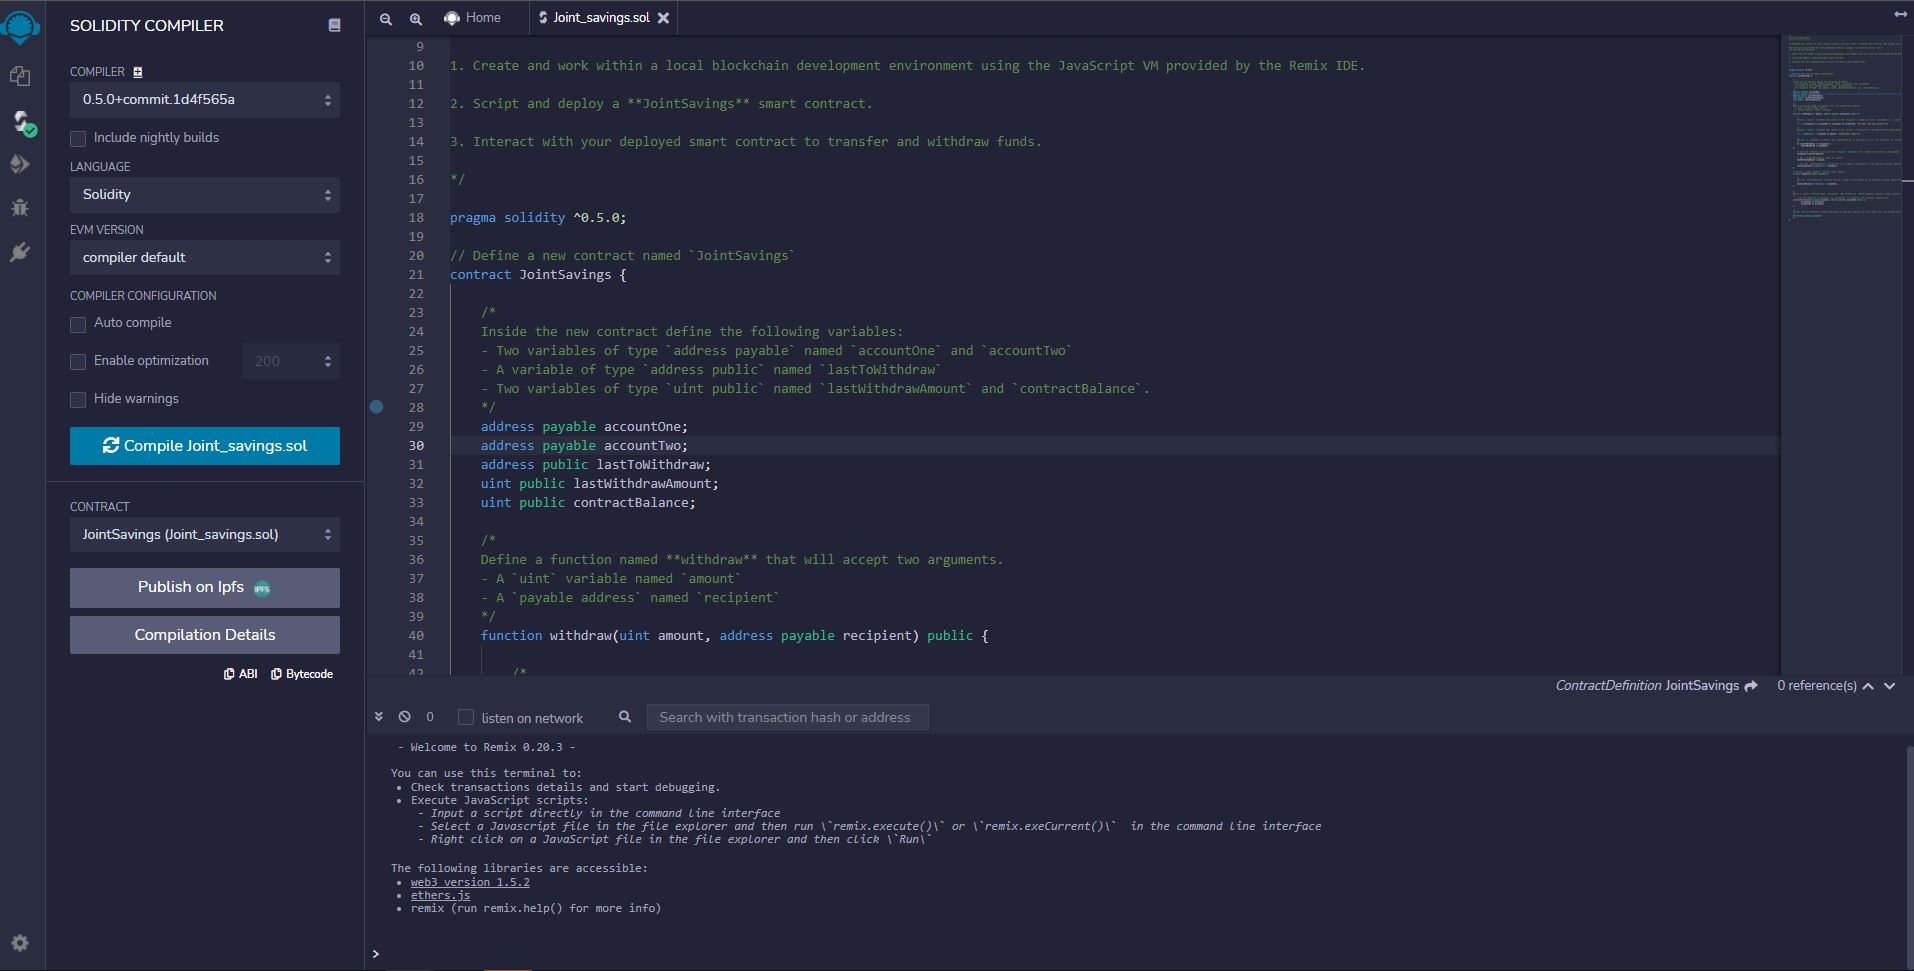 SOLIDITY COMPILER
COMPILER
0.5.0+commit.1d4f565a
Include nightly builds
LANGUAGE
Solidity
EVM VERSION
compiler default
COMPILER CONFIGURATION
Auto compile
Enable optimization
200
Hide warnings
Compile Joint_savings.sol
CONTRACT
JointSavings (Joint_savings.sol)
Publish on Ipfs
IPFS
Compilation Details
ABI
Bytecode
Home
Joint_savings.sol
9
10 1. Create and work within a local blockchain development environment using the JavaScript VM provided by the Remix IDE.
11
12 2. Script and deploy a **JointSavings** smart contract.
13
14 3. Interact with your deployed smart contract to transfer and withdraw funds.
15
16 */
17
18 pragma solidity ^0.5.0;
19
20 // Define a new contract named `JointSavings`
21 contract JointSavings {
22
23 /*
24 Inside the new contract define the following variables:
25 - Two variables of type `address payable` named `accountOne` and `accountTwo`
26 - A variable of type `address public` named `lastToWithdraw`
27 - Two variables of type `uint public` named `lastWithdrawAmount` and `contractBalance`.
28 */
29 address payable accountOne;
30 address payable accountTwo;
31 address public lastToWithdraw;
32 uint public lastWithdrawAmount;
33 uint public contractBalance;
34
35 /*
36 Define a function named **withdraw** that will accept two arguments.
37 - A `uint` variable named `amount`
38 - A `payable address` named `recipient`
39 */
40 function withdraw(uint amount, address payable recipient) public {
41
42 /*
ContractDefinition JointSavings
0 reference(s)
0
listen on network
Search with transaction hash or address
- Welcome to Remix 0.20.3 -
You can use this terminal to:
• Check transactions details and start debugging.
• Execute JavaScript scripts:
- Input a script directly in the command line interface
- Select a Javascript file in the file explorer and then run \`remix.execute()\` or \`remix.exeCurrent()\` in the command line interface
- Right click on a JavaScript file in the file explorer and then click \`Run\`
The following libraries are accessible:
• web3 version 1.5.2
• ethers.js
• remix (run remix.help() for more info)
>